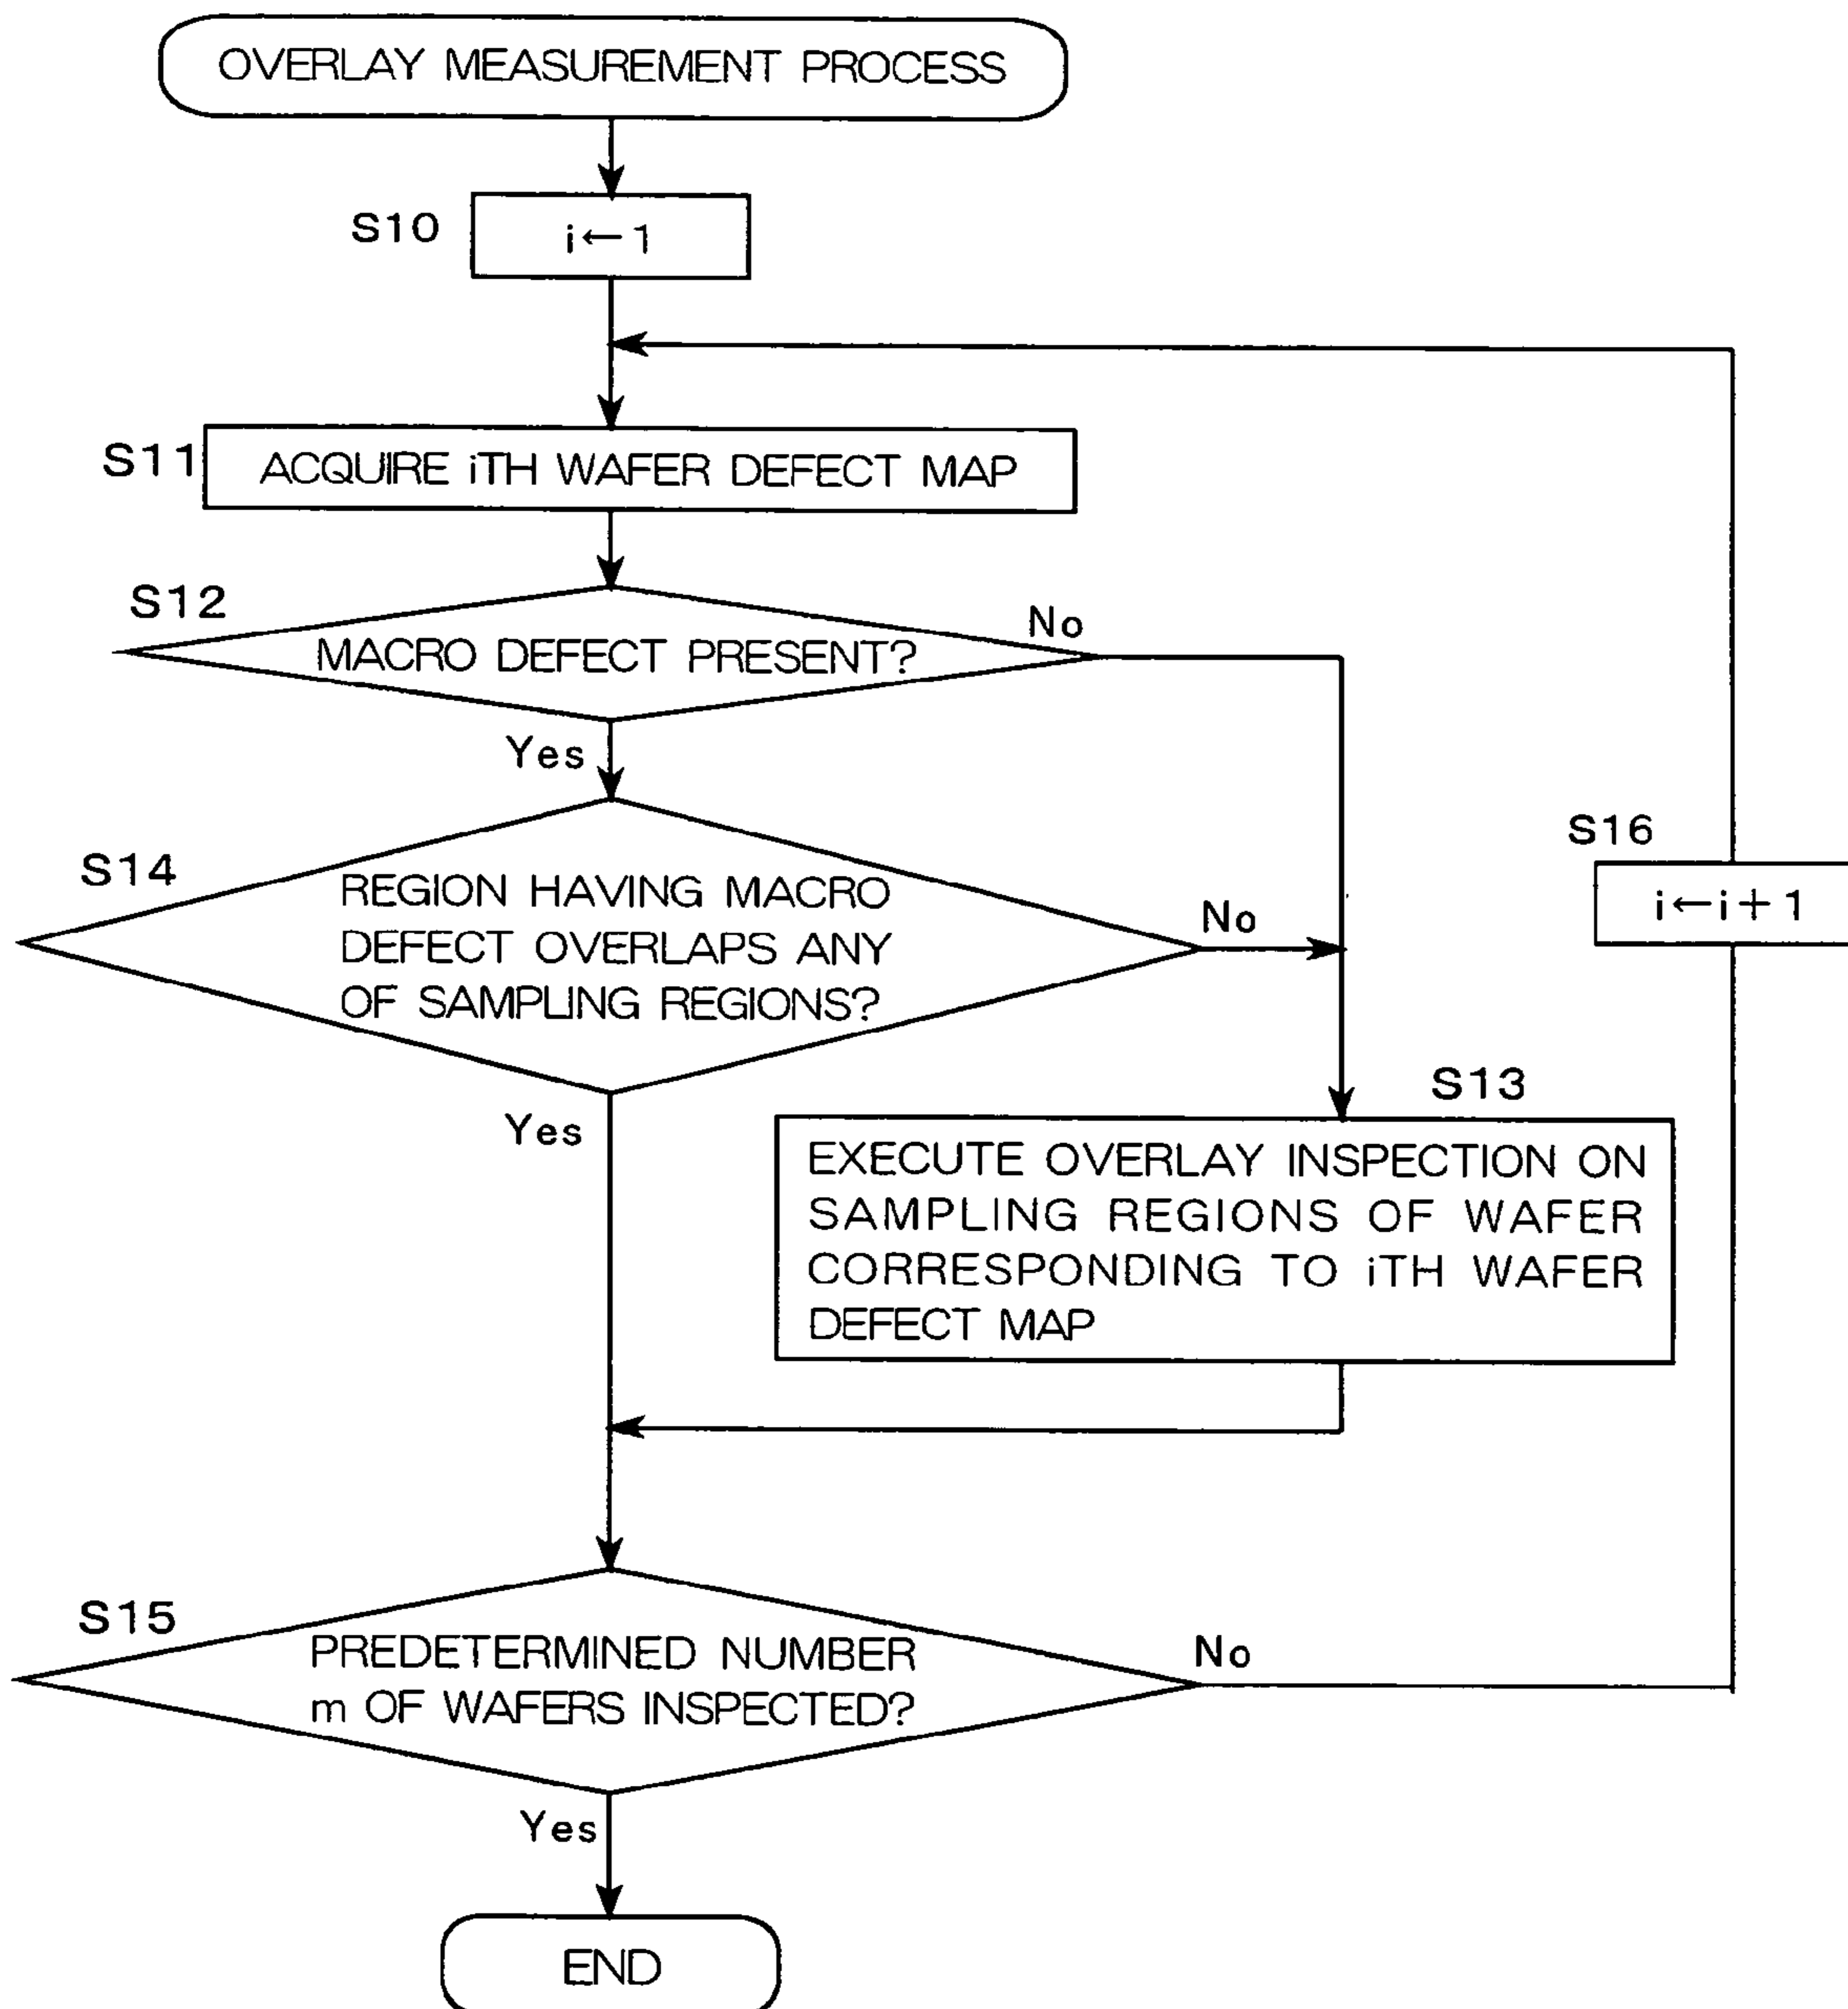 OVERLAY MEASUREMENT PROCESS
S10
i←1
S11
ACQUIRE iTH WAFER DEFECT MAP
S12
MACRO DEFECT PRESENT?
No
Yes
S14
REGION HAVING MACRO
DEFECT OVERLAPS ANY
OF SAMPLING REGIONS?
No
Yes
S16
i←i+1
S13
EXECUTE OVERLAY INSPECTION ON
SAMPLING REGIONS OF WAFER
CORRESPONDING TO iTH WAFER
DEFECT MAP
S15
PREDETERMINED NUMBER
m OF WAFERS INSPECTED?
No
Yes
END